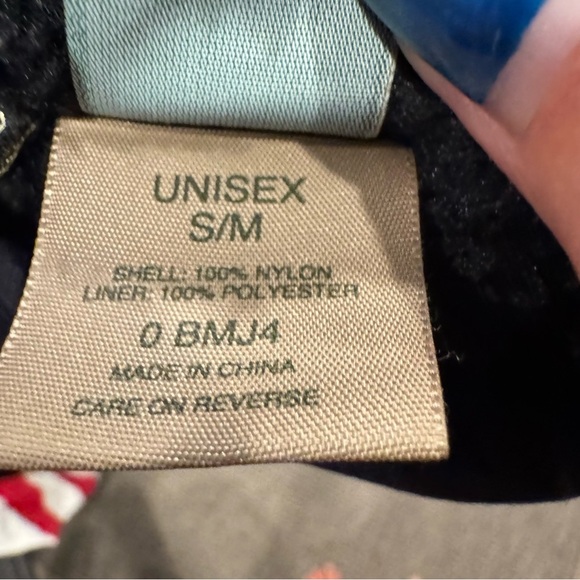 UNISEX
S/M
SHELL: 100% NYLON
LINER: 100% POLYESTER
0 BMJ4
MADE IN CHINA
CARE ON REVERSE